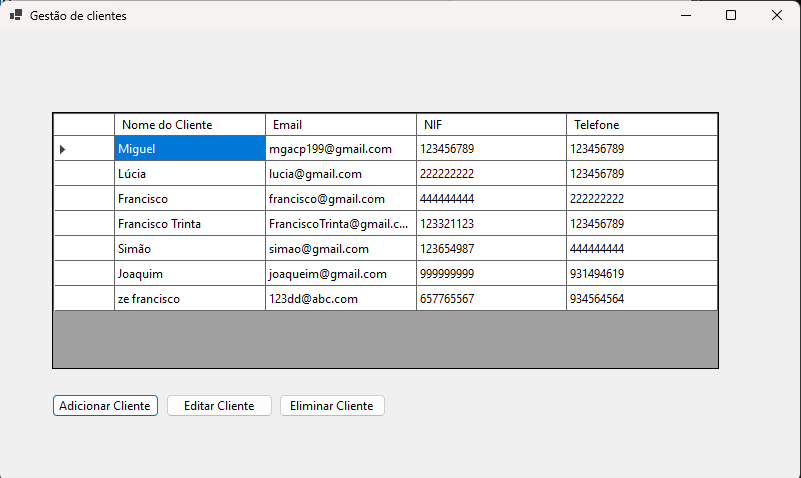 Gestão de clientes
Nome do Cliente Email NIF Telefone
Miguel mgacp199@gmail.com 123456789 123456789
Lúcia lucia@gmail.com 222222222 123456789
Francisco francisco@gmail.com 444444444 222222222
Francisco Trinta FranciscoTrinta@gmail.c... 123321123 123456789
Simão simao@gmail.com 123654987 444444444
Joaquim joaqueim@gmail.com 999999999 931494619
ze francisco 123dd@abc.com 657765567 934564564
Adicionar Cliente Editar Cliente Eliminar Cliente